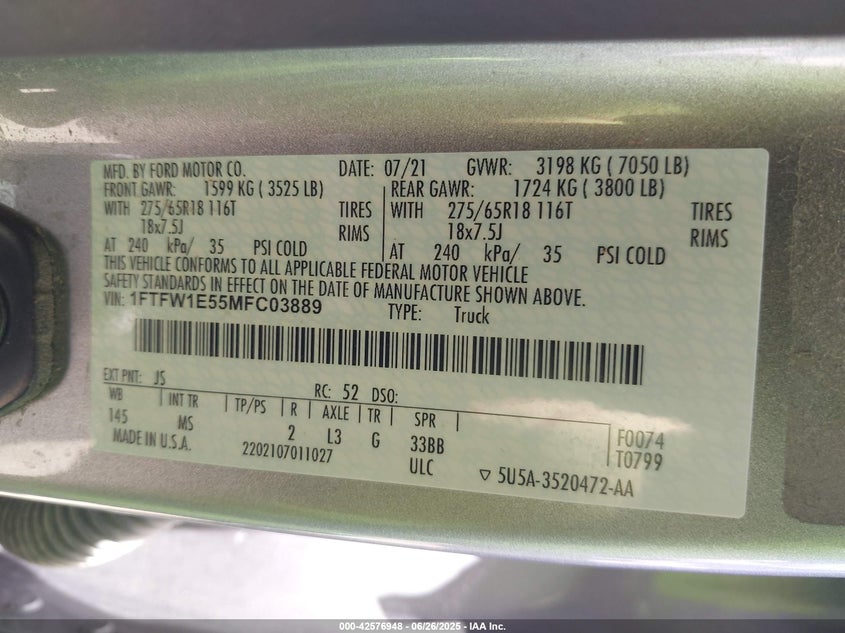 MFD. BY FORD MOTOR CO. DATE: 07/21 GVWR: 3198 KG ( 7050 LB)
FRONT GAWR: 1599 KG ( 3525 LB) REAR GAWR: 1724 KG ( 3800 LB)
WITH 275/65R18 116T TIRES WITH 275/65R18 116T TIRES
18x7.5J RIMS 18x7.5J RIMS
AT 240 kPa/ 35 PSI COLD AT 240 kPa/ 35 PSI COLD
THIS VEHICLE CONFORMS TO ALL APPLICABLE FEDERAL MOTOR VEHICLE
SAFETY STANDARDS IN EFFECT ON THE DATE OF MANUFACTURE SHOWN ABOVE.
VIN: 1FTFW1E55MFC03889 TYPE: Truck
EXT PNT: JS RC: 52 DSO:
WB INT TR TP/PS R AXLE TR SPR
145 MS 2 L3 G 33BB F0074
MADE IN U.S.A. 2202107011027 ULC T0799
5U5A-3520472-AA
000-42576948 - 06/26/2025 - IAA Inc.